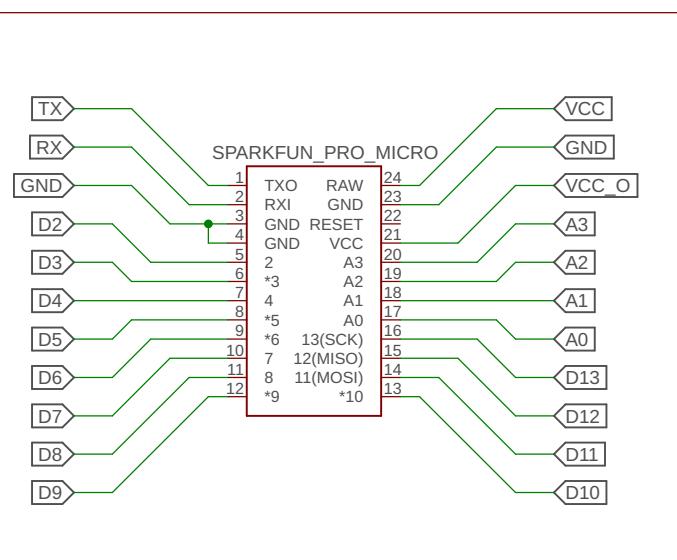 TX
RX
GND
D2
D3
D4
D5
D6
D7
D8
D9
SPARKFUN_PRO_MICRO
1 TXO RAW 24
2 RXI GND 23
3 GND RESET 22
4 GND VCC 21
5 2 A3 20
6 *3 A2 19
7 4 A1 18
8 *5 A0 17
9 *6 13(SCK) 16
10 7 12(MISO) 15
11 8 11(MOSI) 14
12 *9 *10 13
VCC
GND
VCC_O
A3
A2
A1
A0
D13
D12
D11
D10